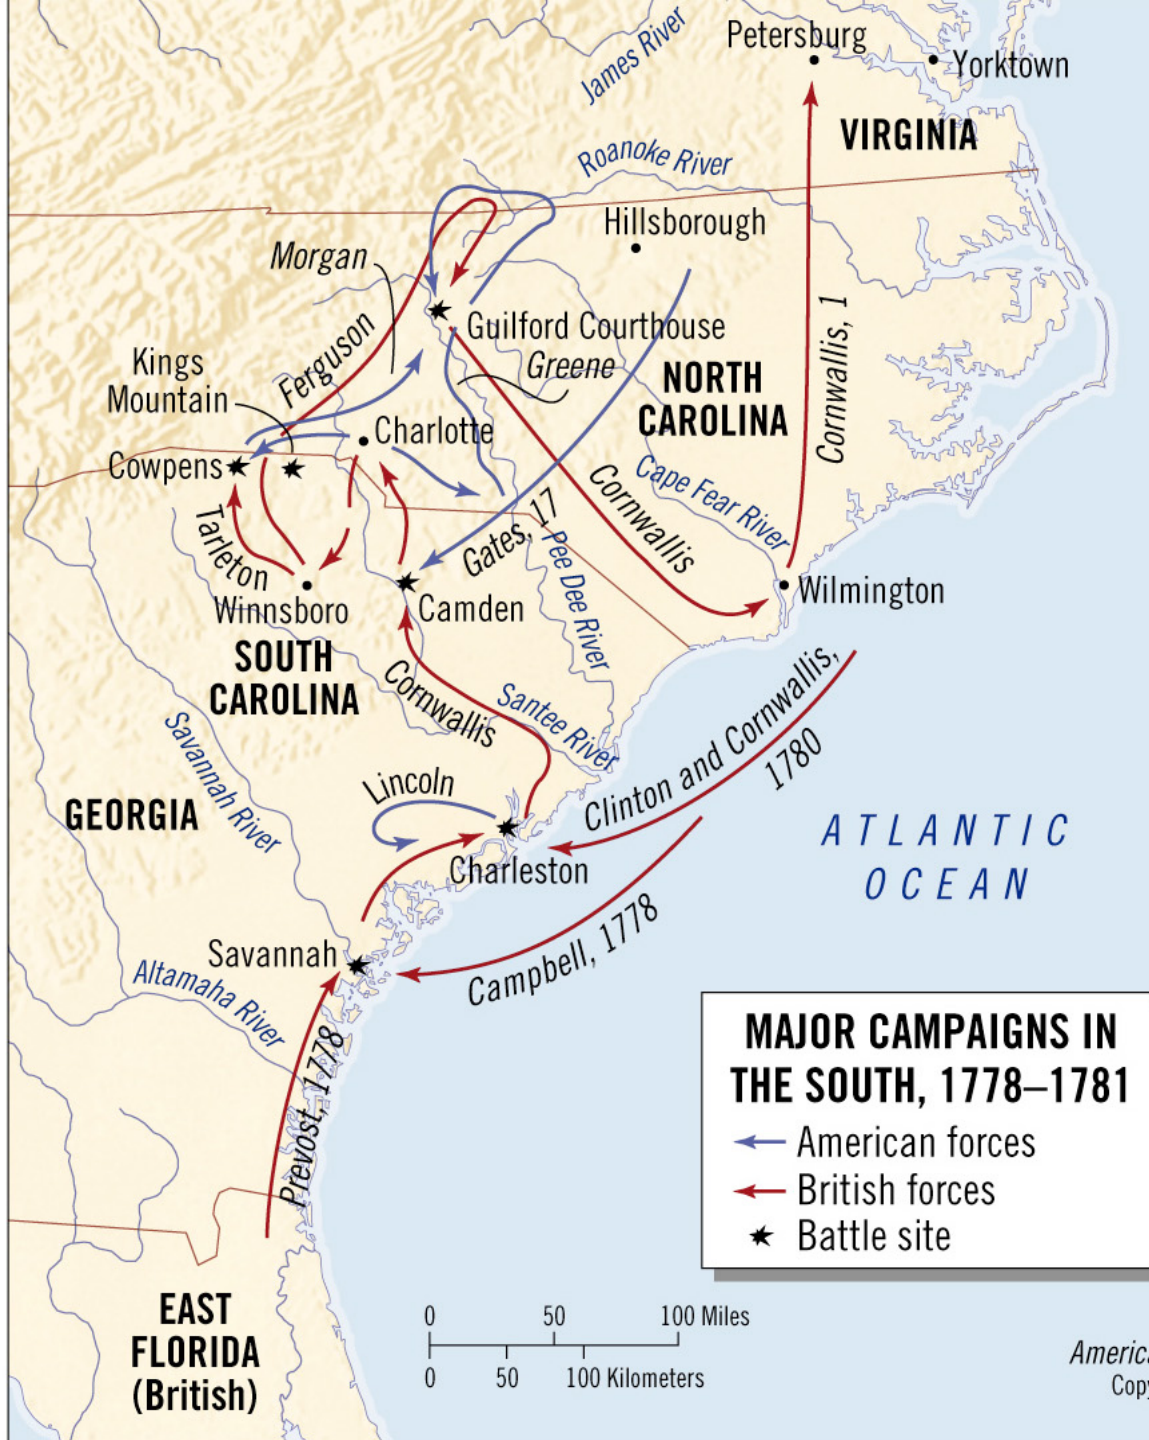 Petersburg
Yorktown
James River
VIRGINIA
Roanoke River
Hillsborough
Morgan
Guilford Courthouse
Greene
Ferguson
Kings
Mountain
NORTH
CAROLINA
Cornwallis, 1
Charlotte
Cowpens
Cape Fear River
Cornwallis
Gates, 17
Tarleton
Pee Dee River
Winnsboro
Camden
Wilmington
SOUTH
CAROLINA
Cornwallis
Santee River
Savannah River
Clinton and Cornwallis,
1780
Lincoln
GEORGIA
ATLANTIC
OCEAN
Charleston
Savannah
Campbell, 1778
Altamaha River
Prevost, 1778
MAJOR CAMPAIGNS IN
THE SOUTH, 1778–1781
American forces
British forces
Battle site
EAST
FLORIDA
(British)
0 50 100 Miles
0 50 100 Kilometers
Americ
Copy